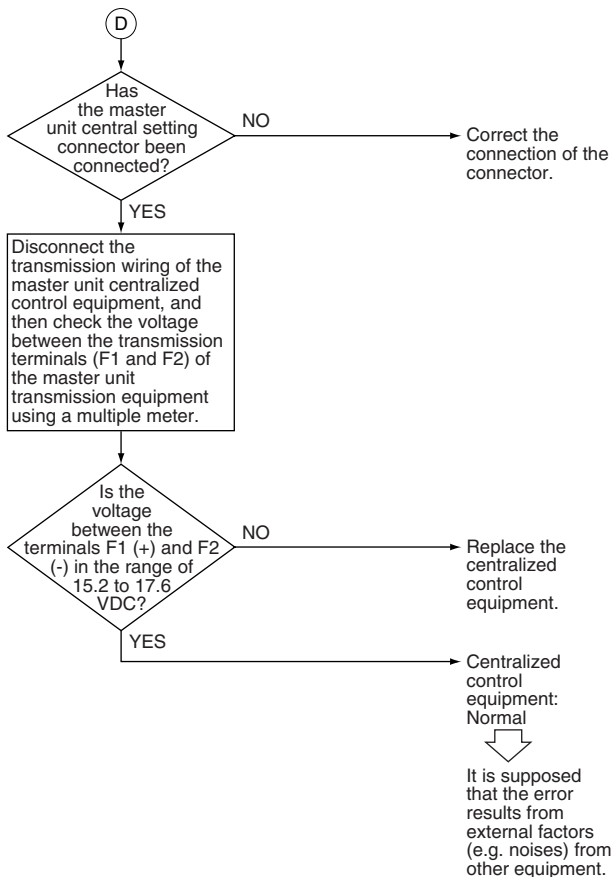 D
Has
the master
unit central setting
connector been
connected?
NO
Correct the
connection of the
connector.
YES
Disconnect the
transmission wiring of the
master unit centralized
control equipment, and
then check the voltage
between the transmission
terminals (F1 and F2) of
the master unit
transmission equipment
using a multiple meter.
Is the
voltage
between the
terminals F1 (+) and F2
(-) in the range of
15.2 to 17.6
VDC?
NO
Replace the
centralized
control
equipment.
YES
Centralized
control
equipment:
Normal
It is supposed
that the error
results from
external factors
(e.g. noises) from
other equipment.